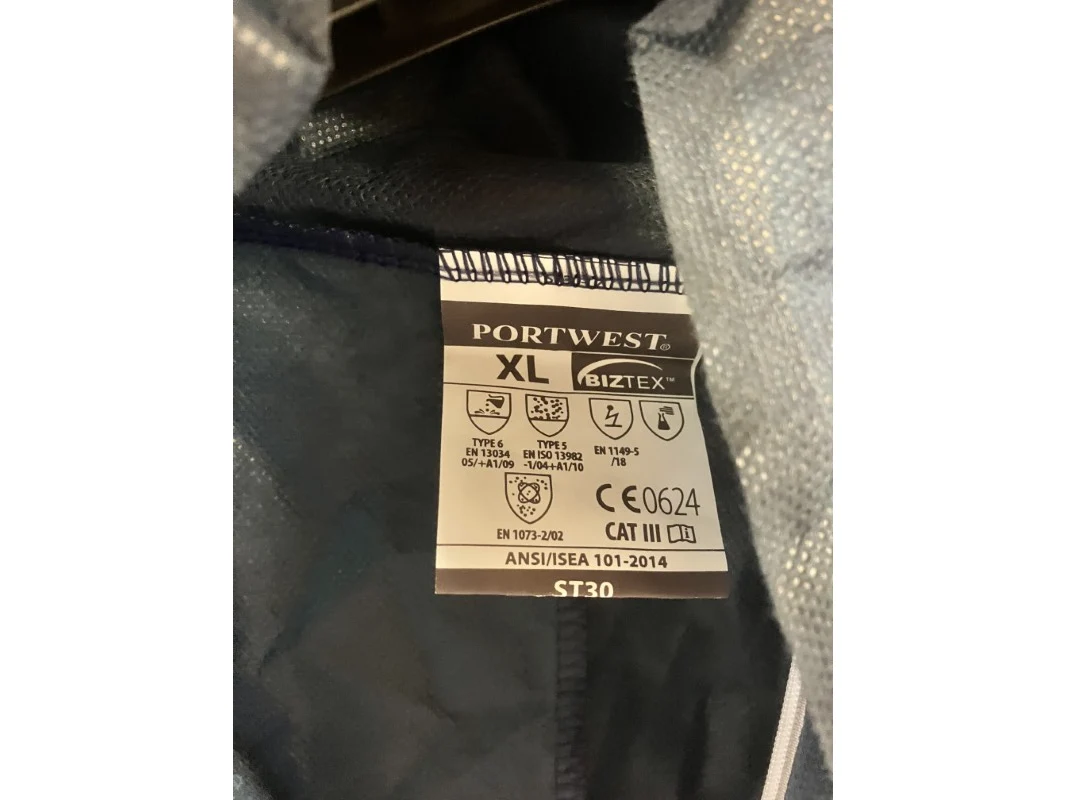 PORTWEST®
XL
BIZTEX™
TYPE 6
EN 13034
05/+A1/09
TYPE 5
EN ISO 13982
-1/04+A1/10
EN 1149-5
/18
EN 1073-2/02
CE0624
CAT III
ANSI/ISEA 101-2014
ST30